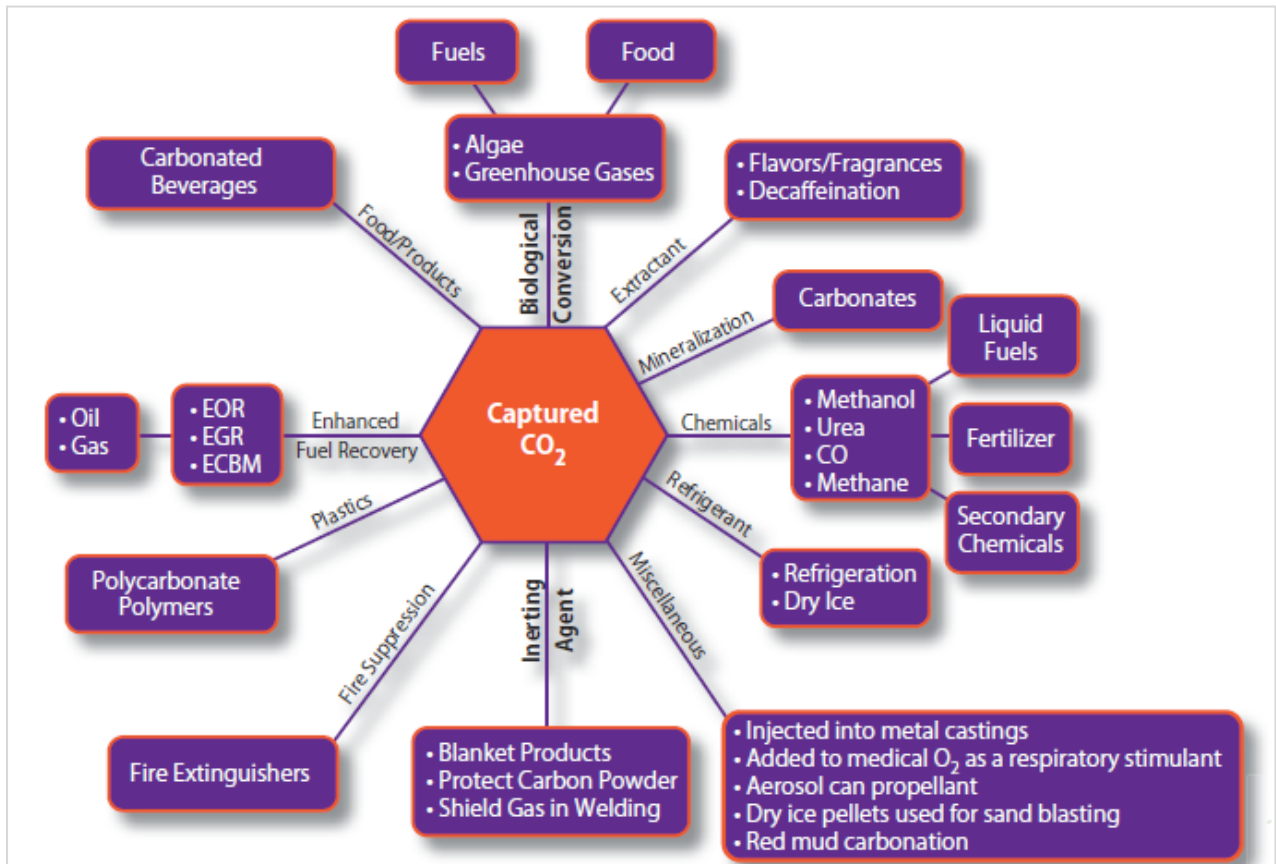 Fuels
Food
• Algae
• Greenhouse Gases
Carbonated
Beverages
• Flavors/Fragrances
• Decaffeination
Food/Products
Biological
Conversion
Extractant
Mineralization
Carbonates
Liquid
Fuels
• Oil
• Gas
• EOR
• EGR
• ECBM
Enhanced
Fuel Recovery
Captured
CO₂
Chemicals
• Methanol
• Urea
• CO
• Methane
Fertilizer
Secondary
Chemicals
Plastics
Polycarbonate
Polymers
Refrigerant
• Refrigeration
• Dry Ice
Fire Suppression
Fire Extinguishers
Inerting
Agent
• Blanket Products
• Protect Carbon Powder
• Shield Gas in Welding
Miscellaneous
• Injected into metal castings
• Added to medical O₂ as a respiratory stimulant
• Aerosol can propellant
• Dry ice pellets used for sand blasting
• Red mud carbonation